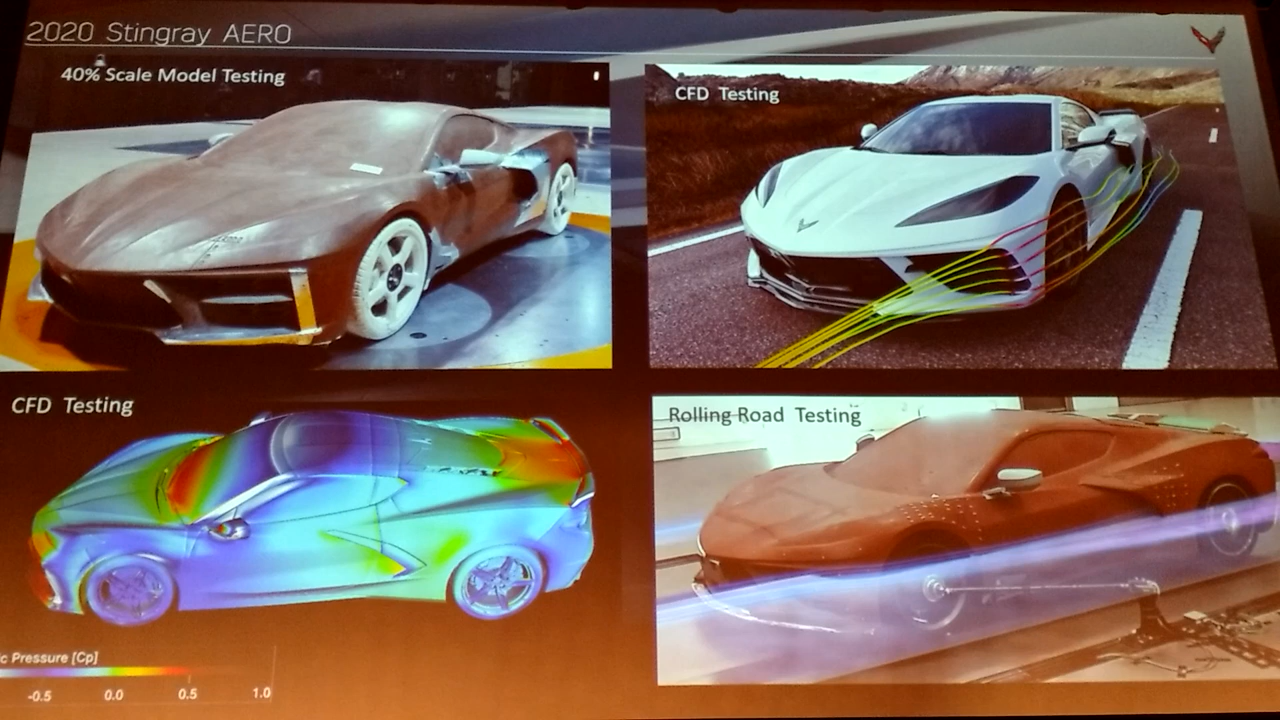 2020 Stingray AERO
40% Scale Model Testing
CFD Testing
CFD Testing
Rolling Road Testing
c Pressure [Cp]
-0.5 0.0 0.5 1.0